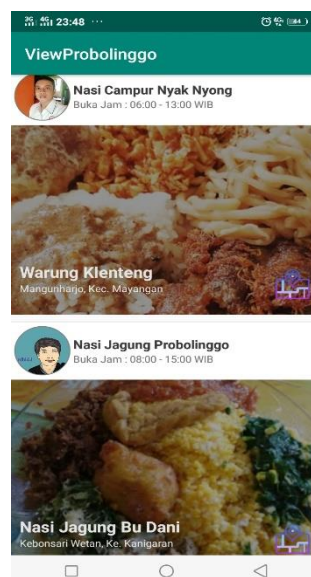 23:48
ViewProbolinggo
Nasi Campur Nyak Nyong
Buka Jam : 06:00 - 13:00 WIB
Warung Klenteng
Mangunharjo, Kec. Mayangan
Nasi Jagung Probolinggo
Buka Jam : 08:00 - 15:00 WIB
Nasi Jagung Bu Dani
Kebonsari Wetan, Ke. Kanigaran